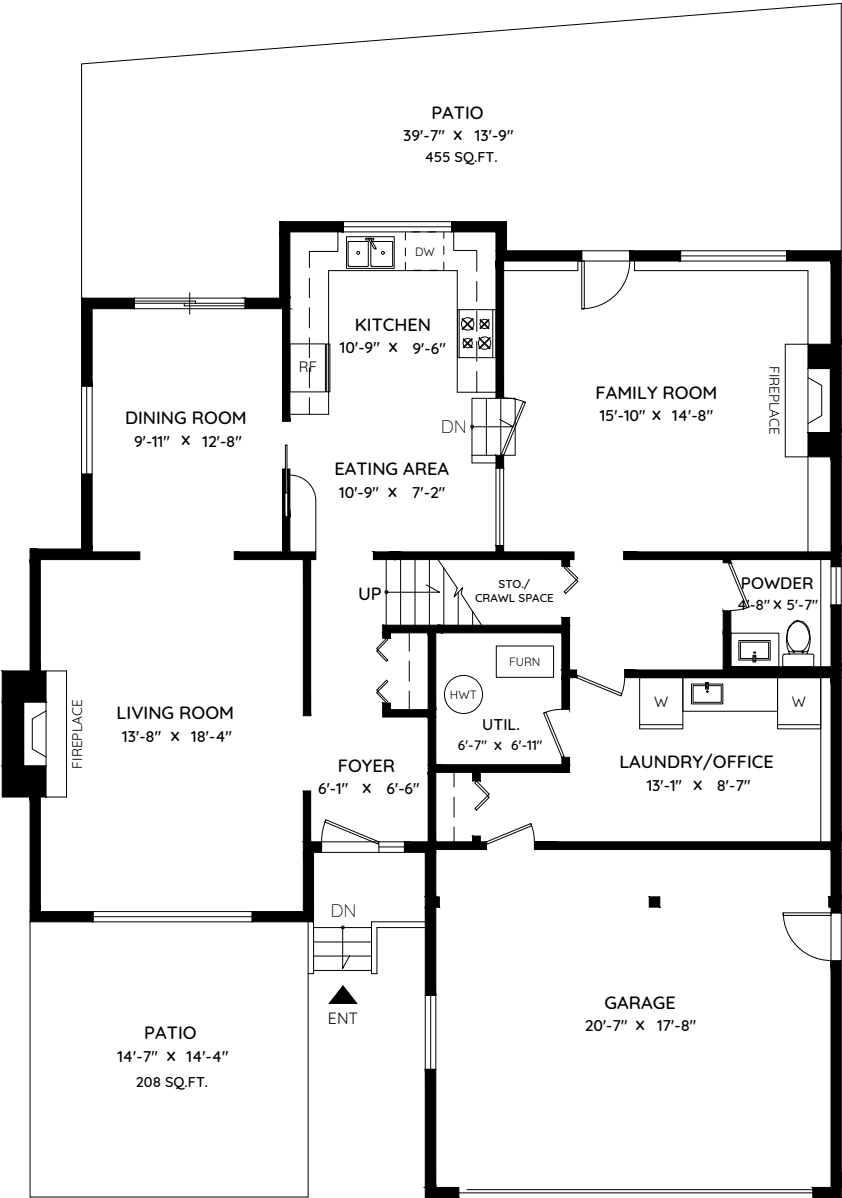 PATIO
39'-7" X 13'-9"
455 SQ.FT.
DW
KITCHEN
10'-9" X 9'-6"
RF
DINING ROOM
9'-11" X 12'-8"
FAMILY ROOM
15'-10" X 14'-8"
FIREPLACE
DN
EATING AREA
10'-9" X 7'-2"
UP
STO./
CRAWL SPACE
POWDER
4'-8" X 5'-7"
FURN
HWT
UTIL.
6'-7" X 6'-11"
W
W
LIVING ROOM
13'-8" X 18'-4"
FIREPLACE
FOYER
6'-1" X 6'-6"
LAUNDRY/OFFICE
13'-1" X 8'-7"
DN
ENT
GARAGE
20'-7" X 17'-8"
PATIO
14'-7" X 14'-4"
208 SQ.FT.